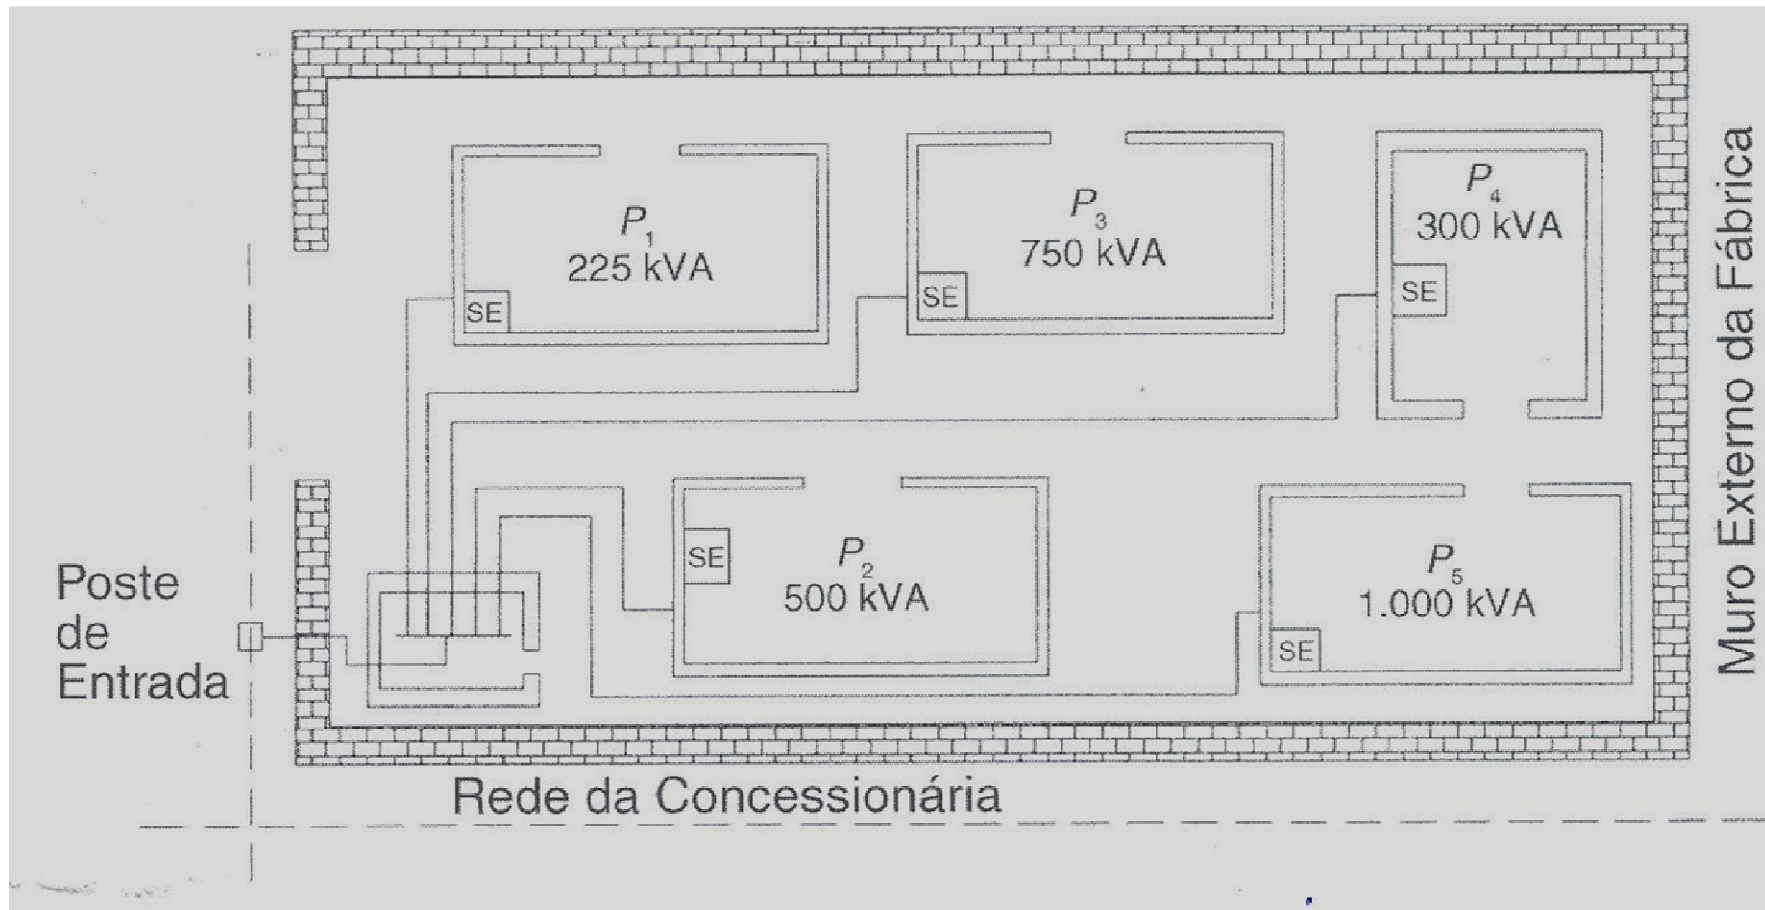 P1
225 kVA
SE
P3
750 kVA
SE
P4
300 kVA
SE
Muro Externo da Fábrica
Poste
de
Entrada
SE
P2
500 kVA
P5
1.000 kVA
SE
Rede da Concessionária